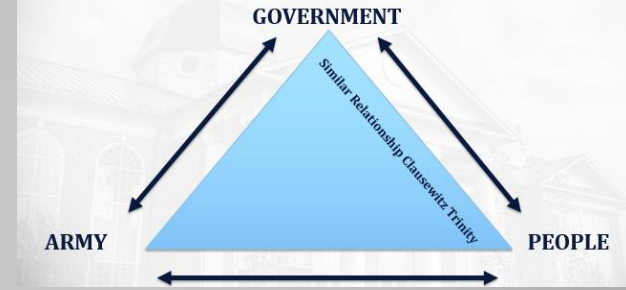 GOVERNMENT
Similar Relationship Clausewitz Trinity
ARMY
PEOPLE